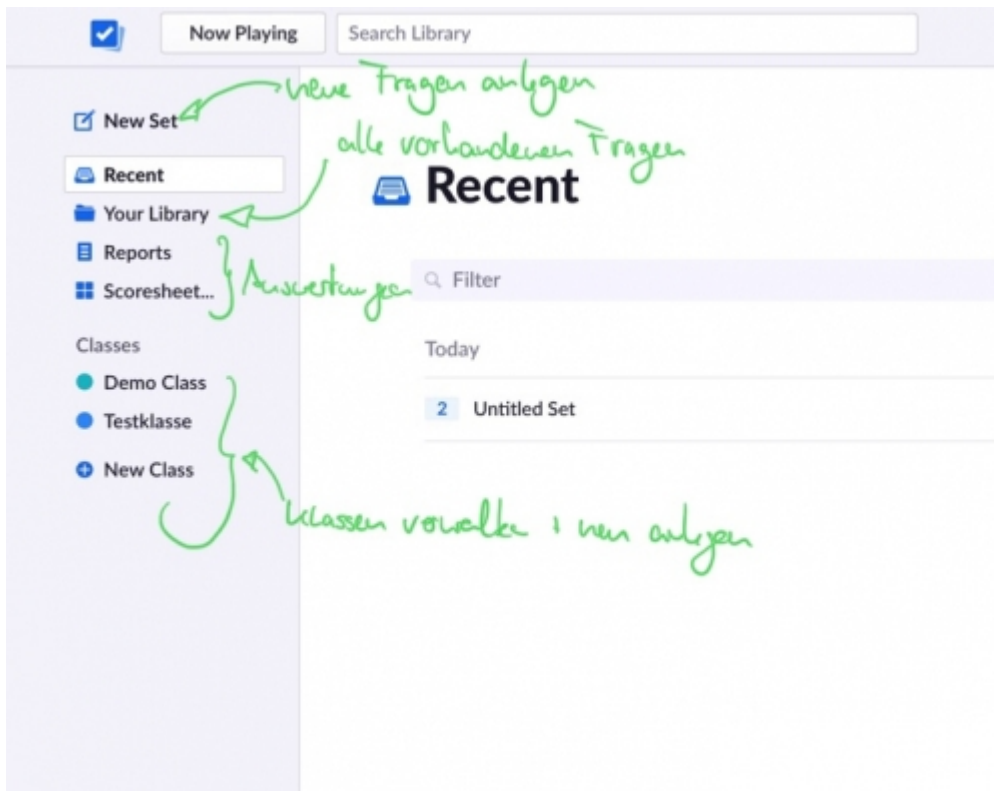 Now Playing
Search Library
neue Fragen anlegen
New Set
alle vorhandenen Fragen
Recent
Recent
Your Library
Reports
Auswertungen
Filter
Scoresheet...
Classes
Today
Demo Class
2 Untitled Set
Testklasse
New Class
Klassen verwalten + neu anlegen